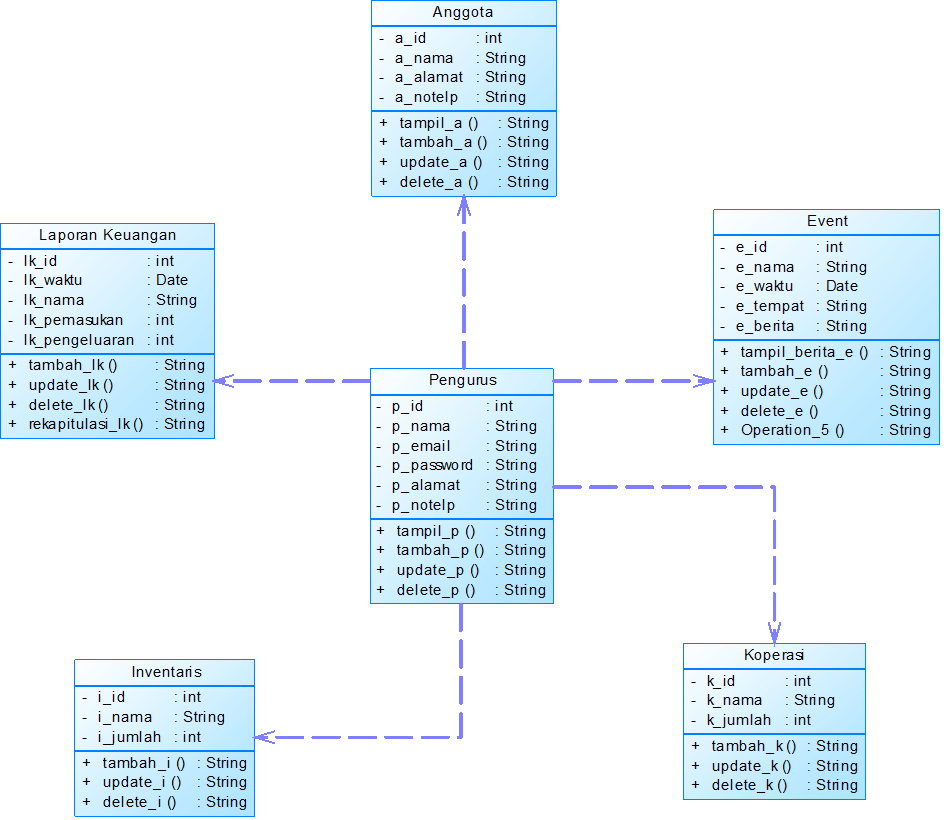 Anggota
- a_id : int
- a_nama : String
- a_alamat : String
- a_notelp : String
+ tampil_a () : String
+ tambah_a () : String
+ update_a () : String
+ delete_a () : String
Laporan Keuangan
- lk_id : int
- lk_waktu : Date
- lk_nama : String
- lk_pemasukan : int
- lk_pengeluaran : int
+ tambah_lk () : String
+ update_lk () : String
+ delete_lk () : String
+ rekapitulasi_lk () : String
Event
- e_id : int
- e_nama : String
- e_waktu : Date
- e_tempat : String
- e_berita : String
+ tampil_berita_e () : String
+ tambah_e () : String
+ update_e () : String
+ delete_e () : String
+ Operation_5 () : String
Pengurus
- p_id : int
- p_nama : String
- p_email : String
- p_password : String
- p_alamat : String
- p_notelp : String
+ tampil_p () : String
+ tambah_p () : String
+ update_p () : String
+ delete_p () : String
Inventaris
- i_id : int
- i_nama : String
- i_jumlah : int
+ tambah_i () : String
+ update_i () : String
+ delete_i () : String
Koperasi
- k_id : int
- k_nama : String
- k_jumlah : int
+ tambah_k () : String
+ update_k () : String
+ delete_k () : String